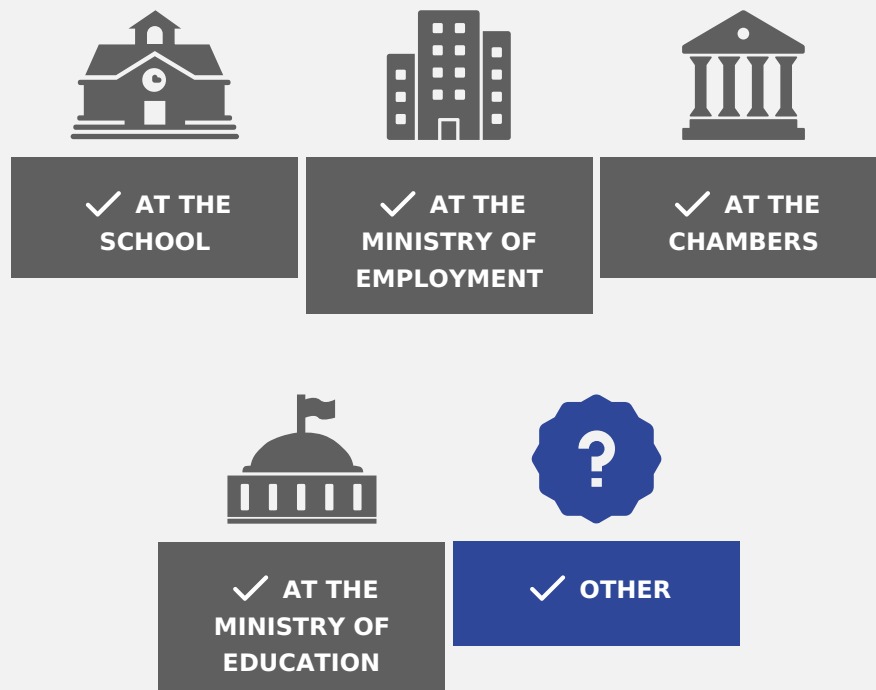 AT THE
SCHOOL
AT THE
MINISTRY OF
EMPLOYMENT
AT THE
CHAMBERS
AT THE
MINISTRY OF
EDUCATION
?
OTHER